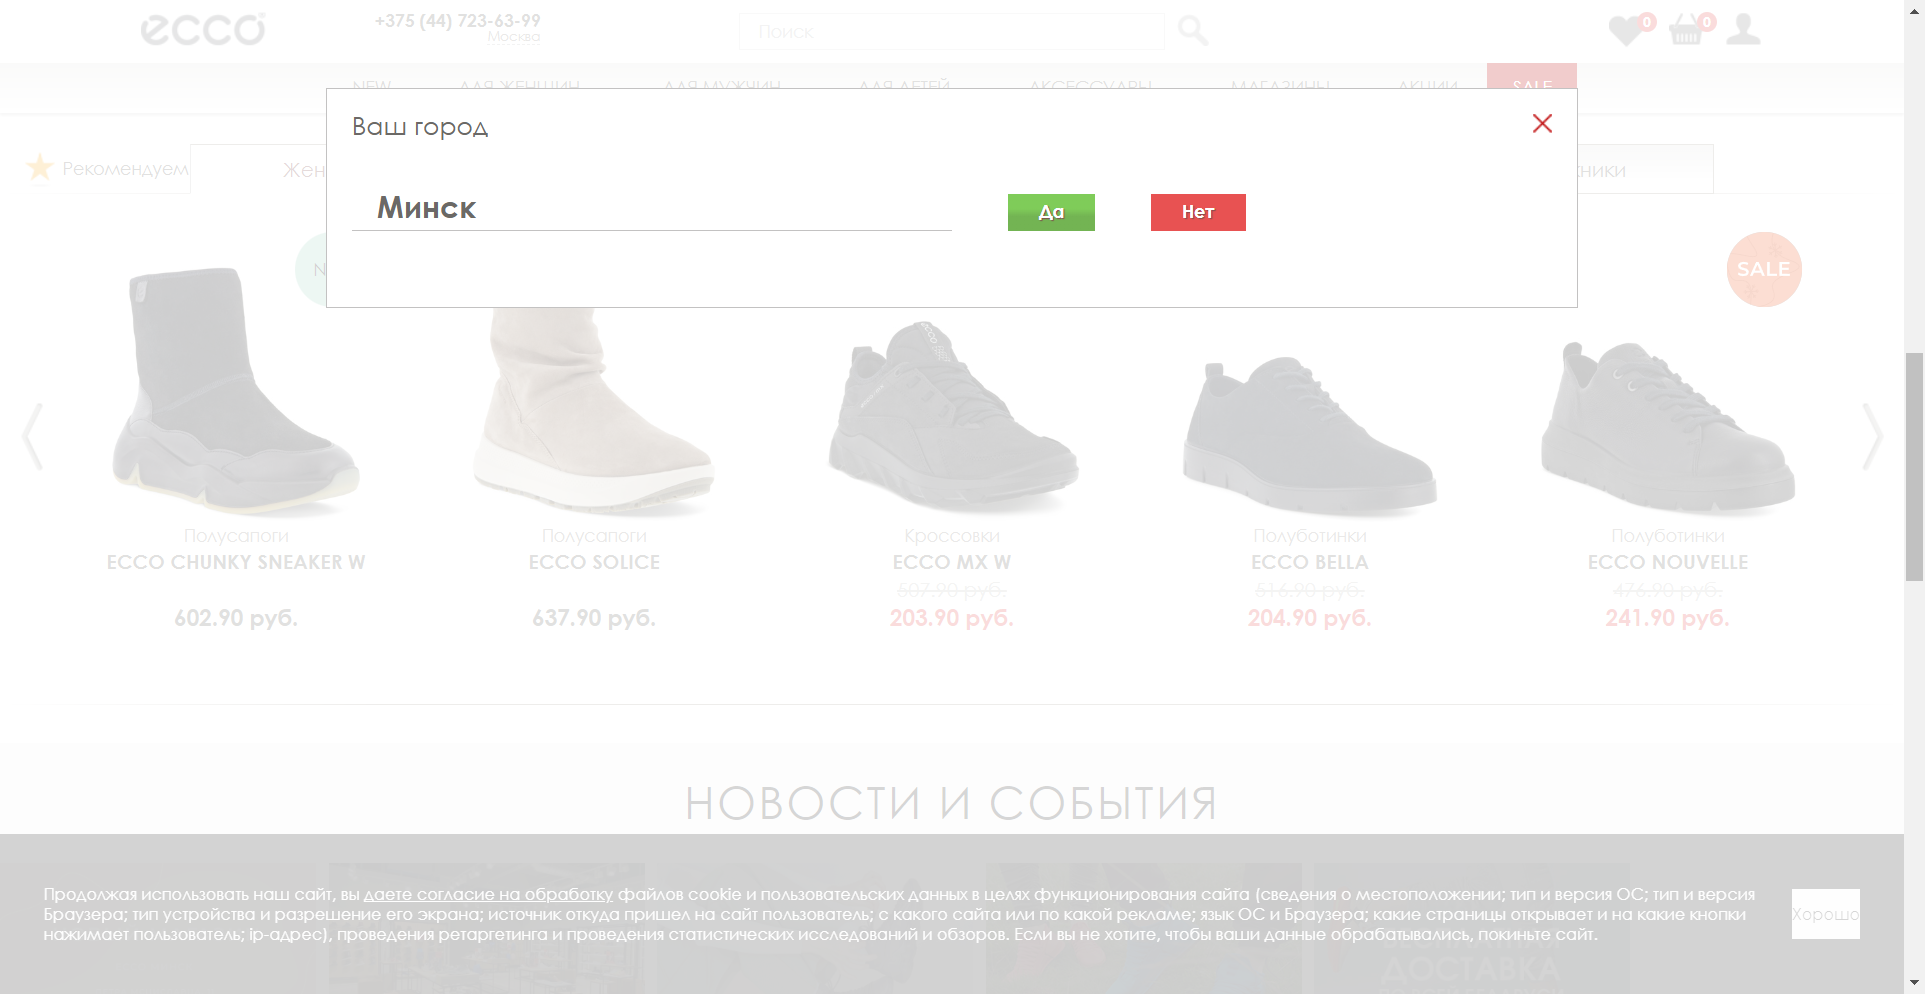 ecco
+375 (44) 723-63-99
Москва
Поиск
0
0
NEW
ДЛЯ ЖЕНЩИН
ДЛЯ МУЖЧИН
ДЛЯ ДЕТЕЙ
АКСЕССУАРЫ
МАГАЗИНЫ
АКЦИИ
SALE
Ваш город
Минск
Да
Нет
Рекомендуем
SALE
Полусапоги
ECCO CHUNKY SNEAKER W
602.90 руб.
Полусапоги
ECCO SOLICE
637.90 руб.
Кроссовки
ECCO MX W
507.90 руб.
203.90 руб.
Полуботинки
ECCO BELLA
516.90 руб.
204.90 руб.
Полуботинки
ECCO NOUVELLE
476.90 руб.
241.90 руб.
НОВОСТИ И СОБЫТИЯ
Продолжая использовать наш сайт, вы даете согласие на обработку файлов cookie и пользовательских данных в целях функционирования сайта (сведения о местоположении; тип и версия ОС; тип и версия
Браузера; тип устройства и разрешение его экрана; источник откуда пришел на сайт пользователь; с какого сайта или по какой рекламе; язык ОС и Браузера; какие страницы открывает и на какие кнопки
нажимает пользователь; ip-адрес), проведения ретаргетинга и проведения статистических исследований и обзоров. Если вы не хотите, чтобы ваши данные обрабатывались, покиньте сайт.
Хорошо
ДОСТАВКА